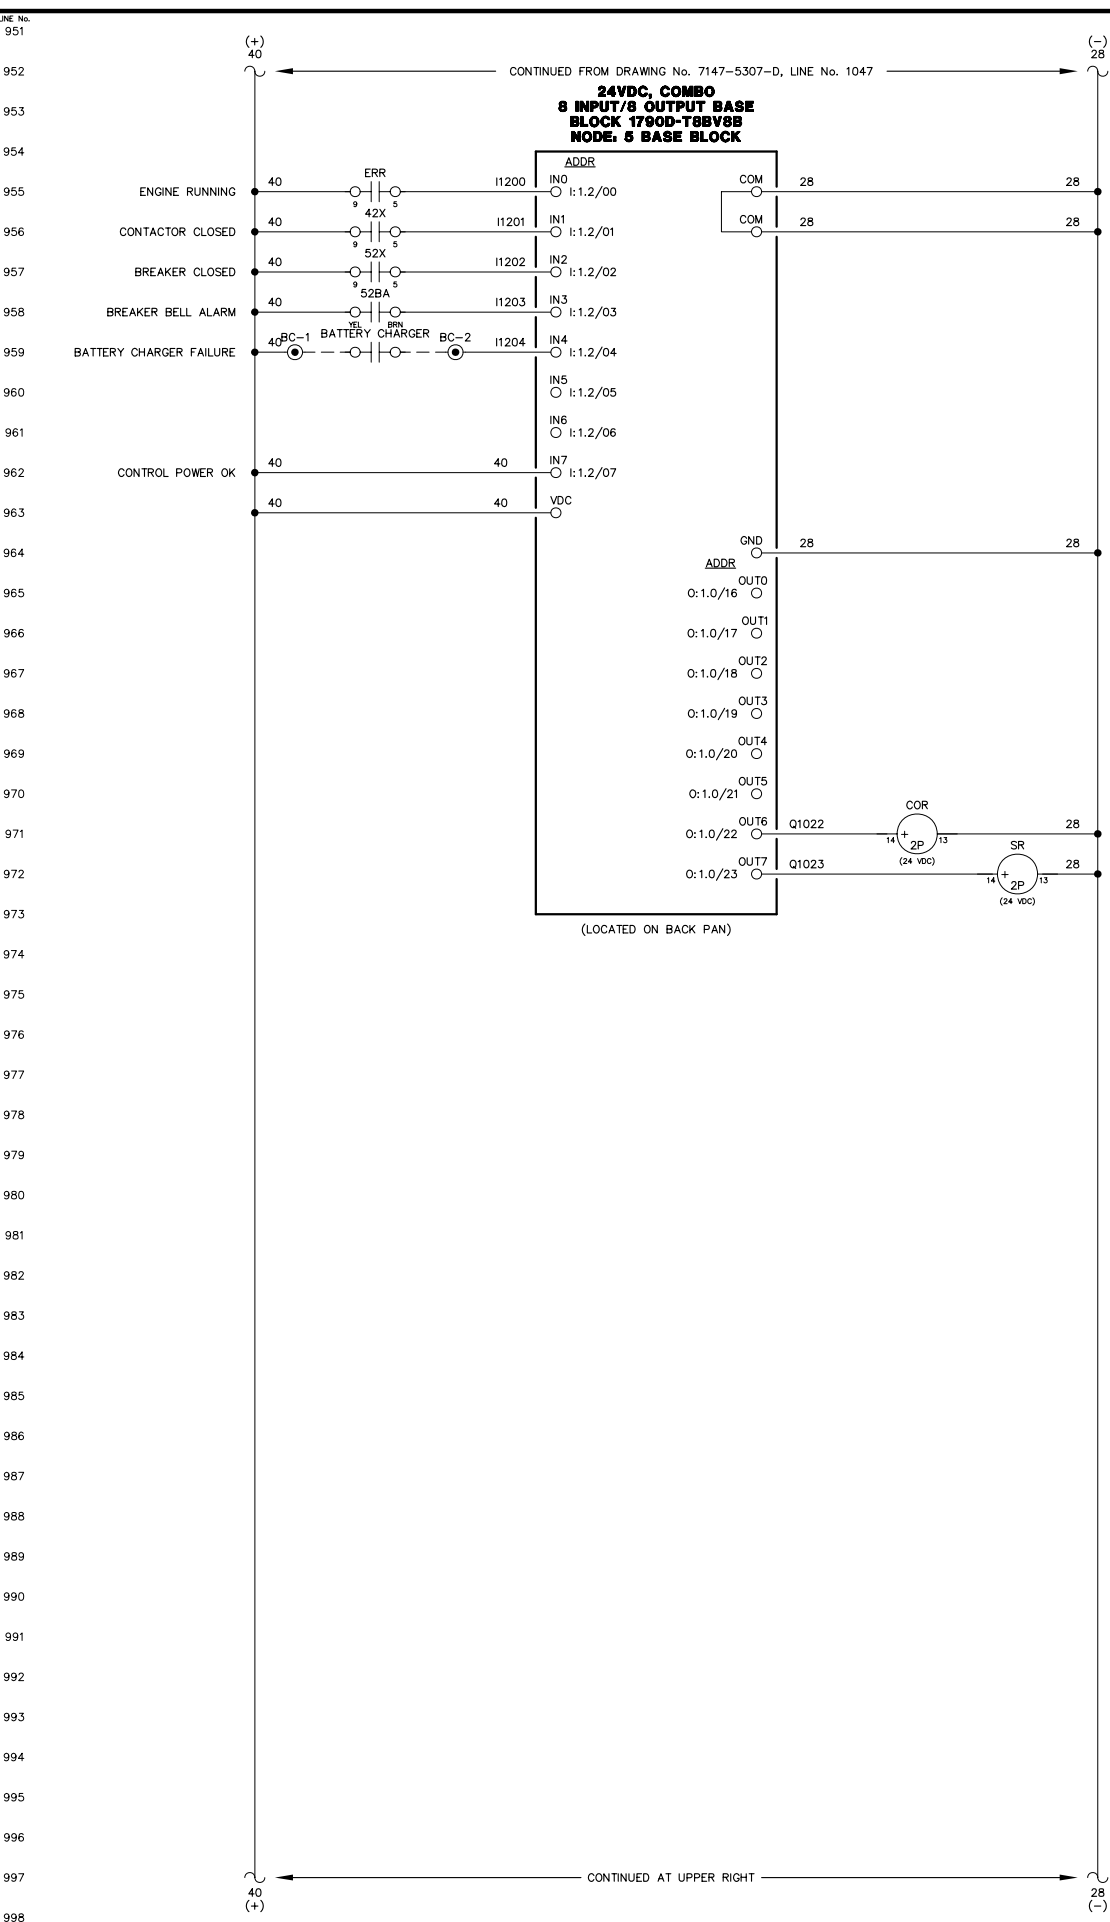 LINE No.
951
(+) (-)
40 28
952 CONTINUED FROM DRAWING No. 7147-5307-D, LINE No. 1047
24VDC, COMBO
953 8 INPUT/8 OUTPUT BASE
BLOCK 1790D-T8BV8B
NODE: 5 BASE BLOCK
954
ADDR
ERR IN0 COM
955 ENGINE RUNNING 40 9 5 I1200 I:1.2/00 28 28
42X IN1 COM
956 CONTACTOR CLOSED 40 9 5 I1201 I:1.2/01 28 28
52X IN2
957 BREAKER CLOSED 40 9 5 I1202 I:1.2/02
52BA IN3
958 BREAKER BELL ALARM 40 YEL BRN I1203 I:1.2/03
BC-1 BATTERY CHARGER BC-2 IN4
959 BATTERY CHARGER FAILURE 40 I1204 I:1.2/04
IN5
960 I:1.2/05
IN6
961 I:1.2/06
IN7
962 CONTROL POWER OK 40 40 I:1.2/07
VDC
963 40 40
GND
964 28 28
ADDR
OUT0
965 O:1.0/16
OUT1
966 O:1.0/17
OUT2
967 O:1.0/18
OUT3
968 O:1.0/19
OUT4
969 O:1.0/20
OUT5
970 O:1.0/21
OUT6 COR
971 O:1.0/22 Q1022 14 + 2P 13 28
(24 VDC)
OUT7 SR
972 O:1.0/23 Q1023 14 + 2P 13 28
(24 VDC)
973
(LOCATED ON BACK PAN)
974
975
976
977
978
979
980
981
982
983
984
985
986
987
988
989
990
991
992
993
994
995
996
997 CONTINUED AT UPPER RIGHT
40 28
(+) (-)
998